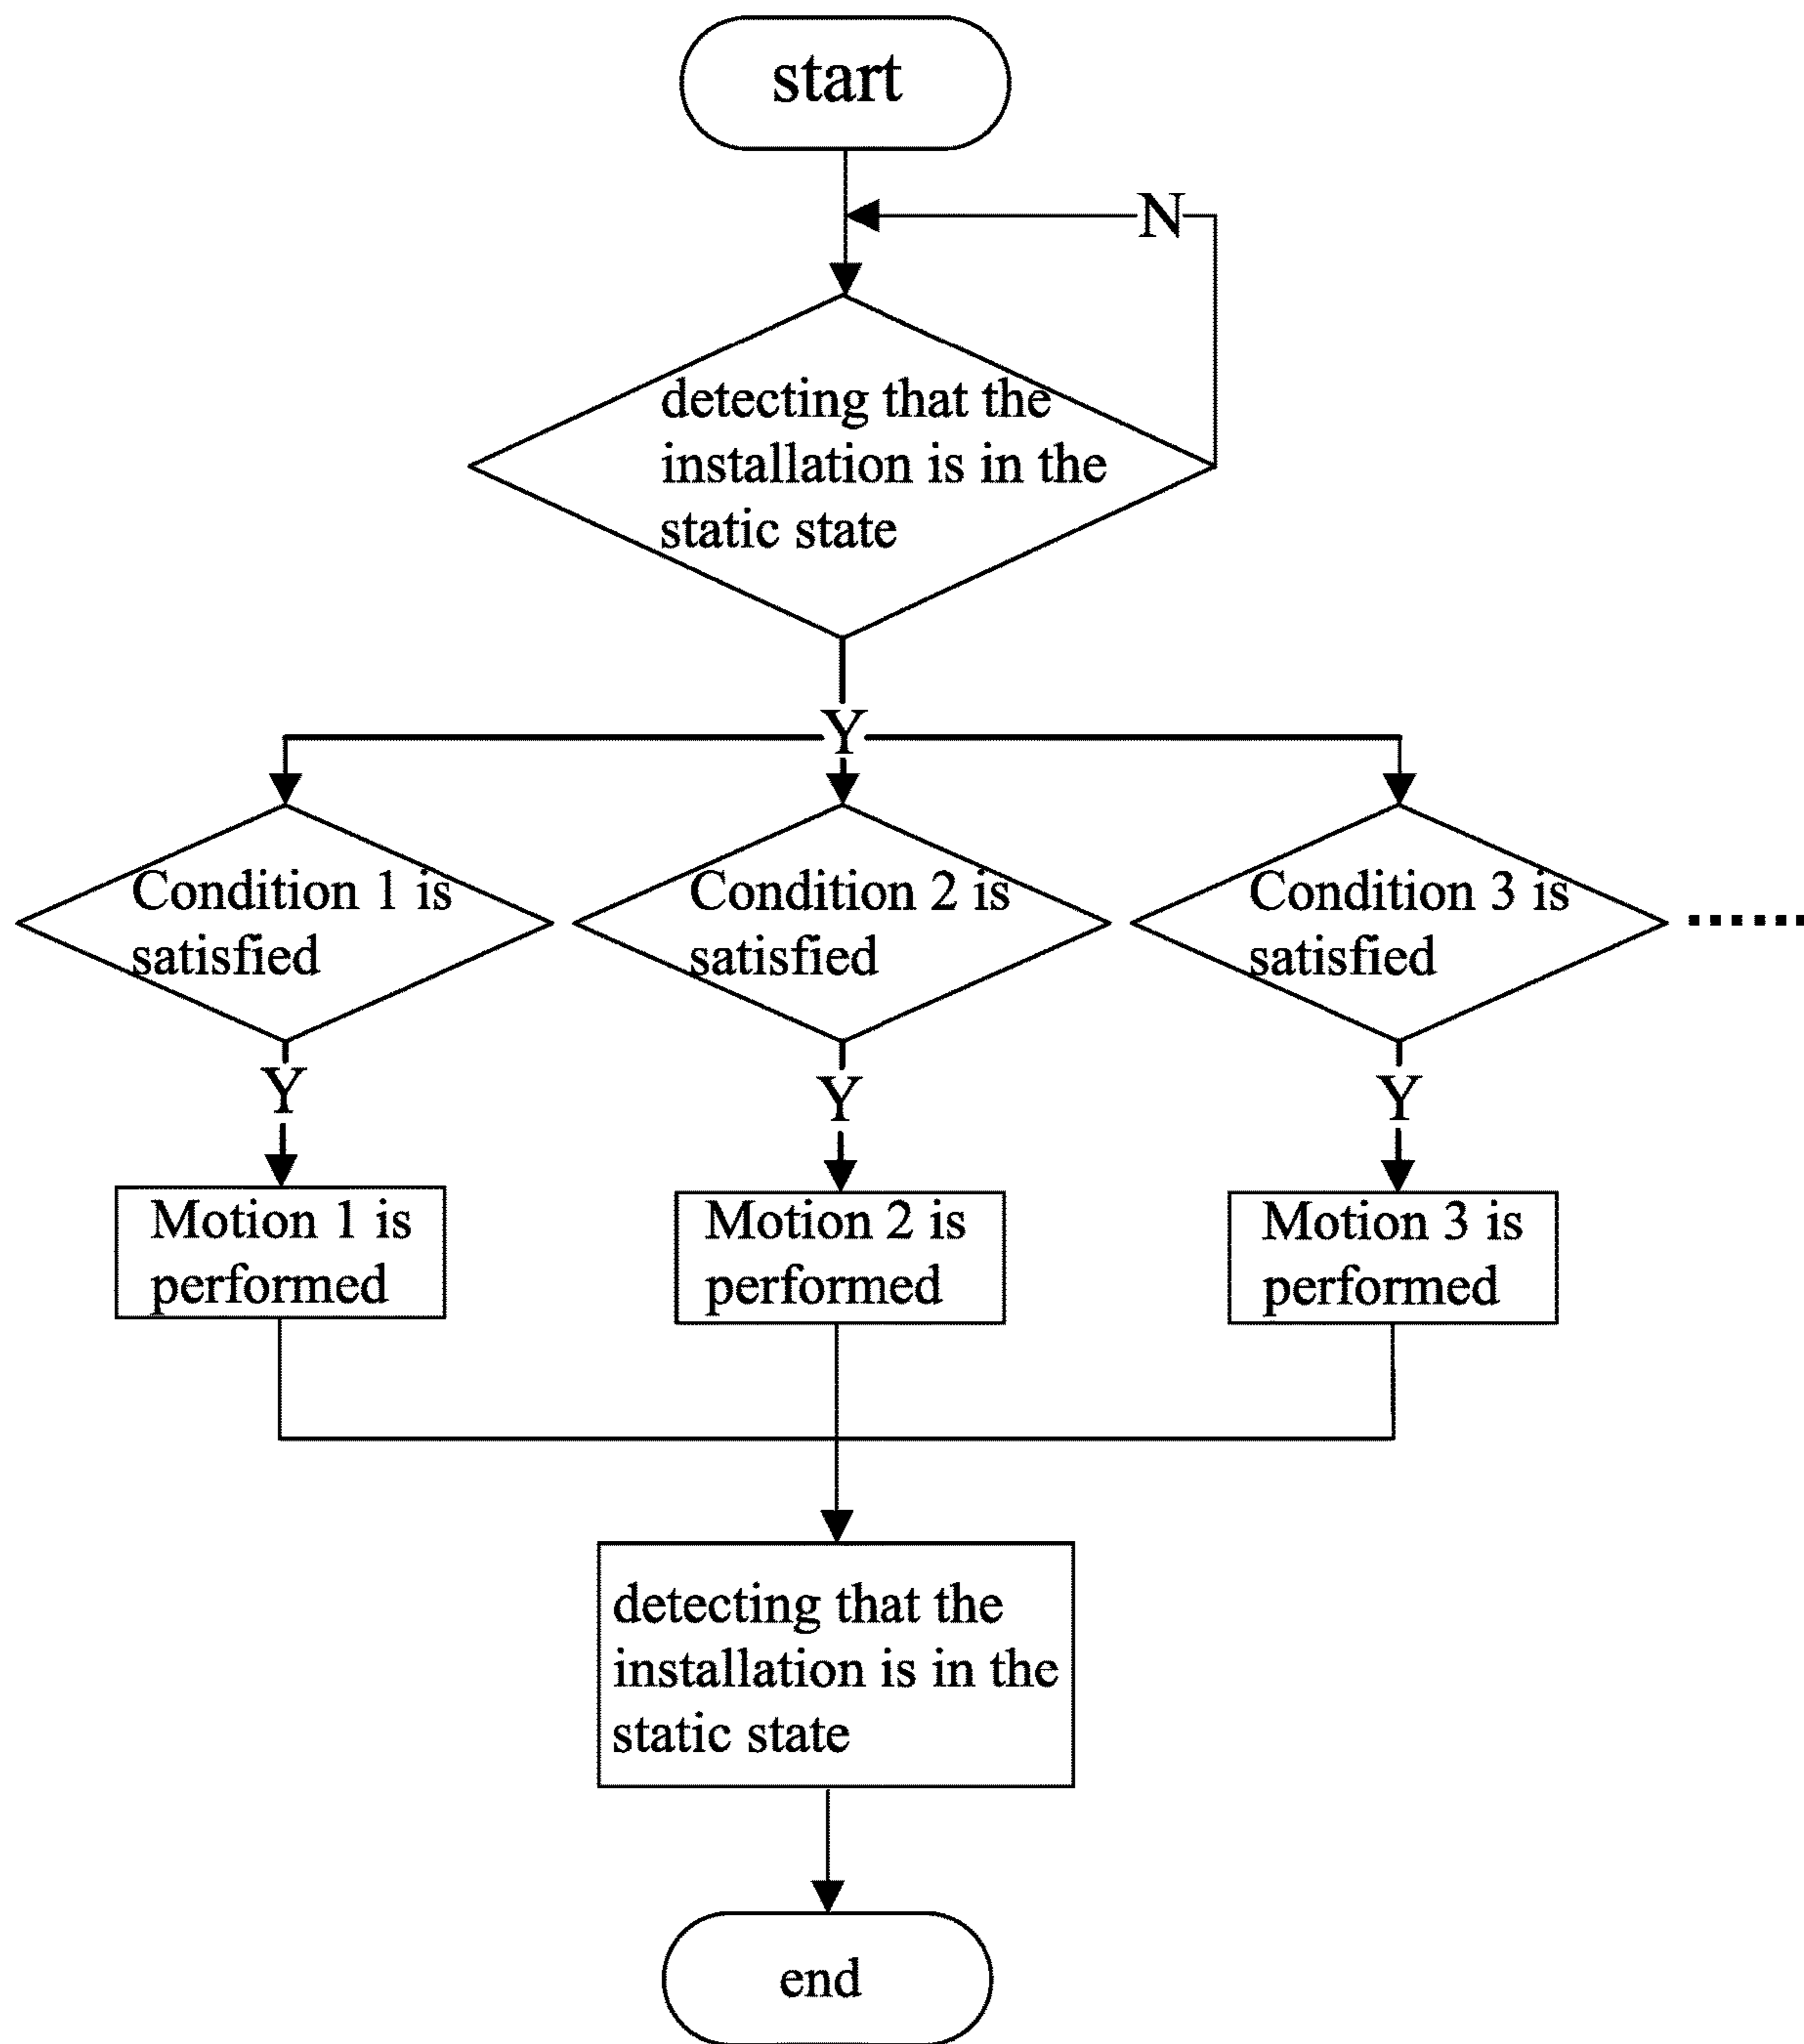 start
N
detecting that the
installation is in the
static state
Y
Condition 1 is
satisfied
Condition 2 is
satisfied
Condition 3 is
satisfied
Y
Y
Y
Motion 1 is
performed
Motion 2 is
performed
Motion 3 is
performed
detecting that the
installation is in the
static state
end